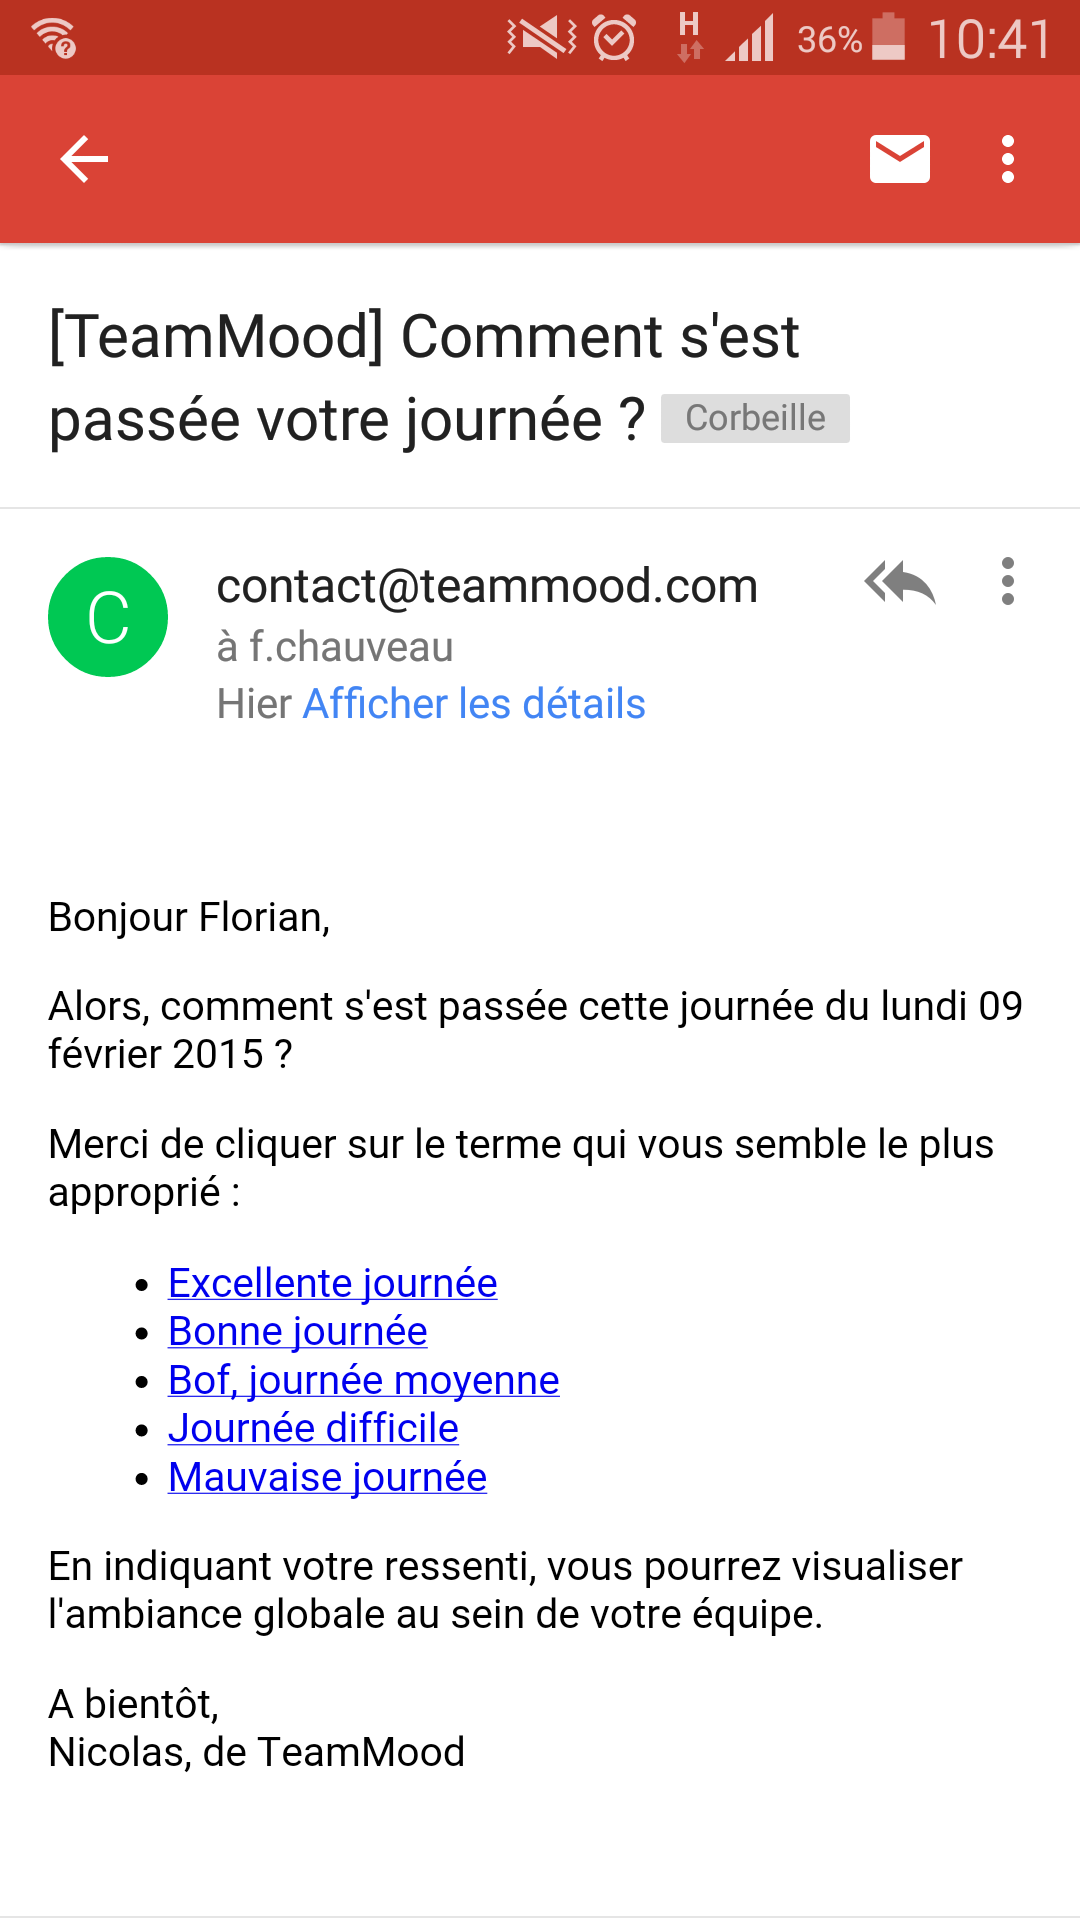 H 36% 10:41
[TeamMood] Comment s'est
passée votre journée ? Corbeille
C
contact@teammood.com
à f.chauveau
Hier Afficher les détails
Bonjour Florian,
Alors, comment s'est passée cette journée du lundi 09
février 2015 ?
Merci de cliquer sur le terme qui vous semble le plus
approprié :
• Excellente journée
• Bonne journée
• Bof, journée moyenne
• Journée difficile
• Mauvaise journée
En indiquant votre ressenti, vous pourrez visualiser
l'ambiance globale au sein de votre équipe.
A bientôt,
Nicolas, de TeamMood